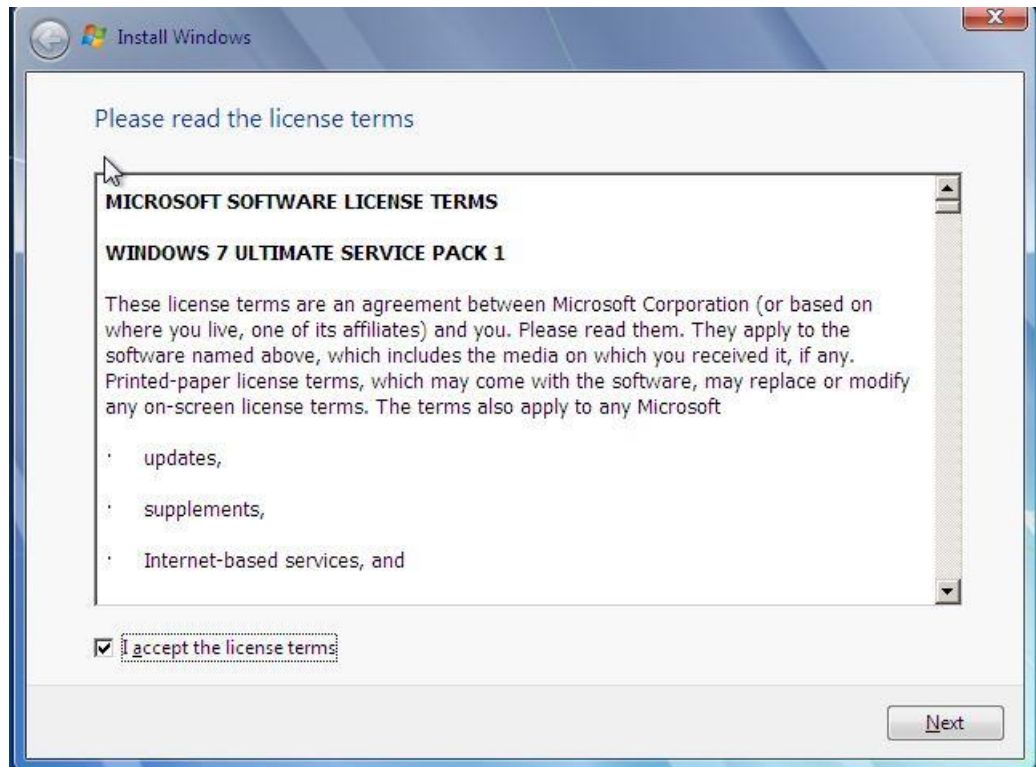 Install Windows
Please read the license terms
MICROSOFT SOFTWARE LICENSE TERMS
WINDOWS 7 ULTIMATE SERVICE PACK 1
These license terms are an agreement between Microsoft Corporation (or based on
where you live, one of its affiliates) and you. Please read them. They apply to the
software named above, which includes the media on which you received it, if any.
Printed-paper license terms, which may come with the software, may replace or modify
any on-screen license terms. The terms also apply to any Microsoft
· updates,
· supplements,
· Internet-based services, and
I accept the license terms
Next